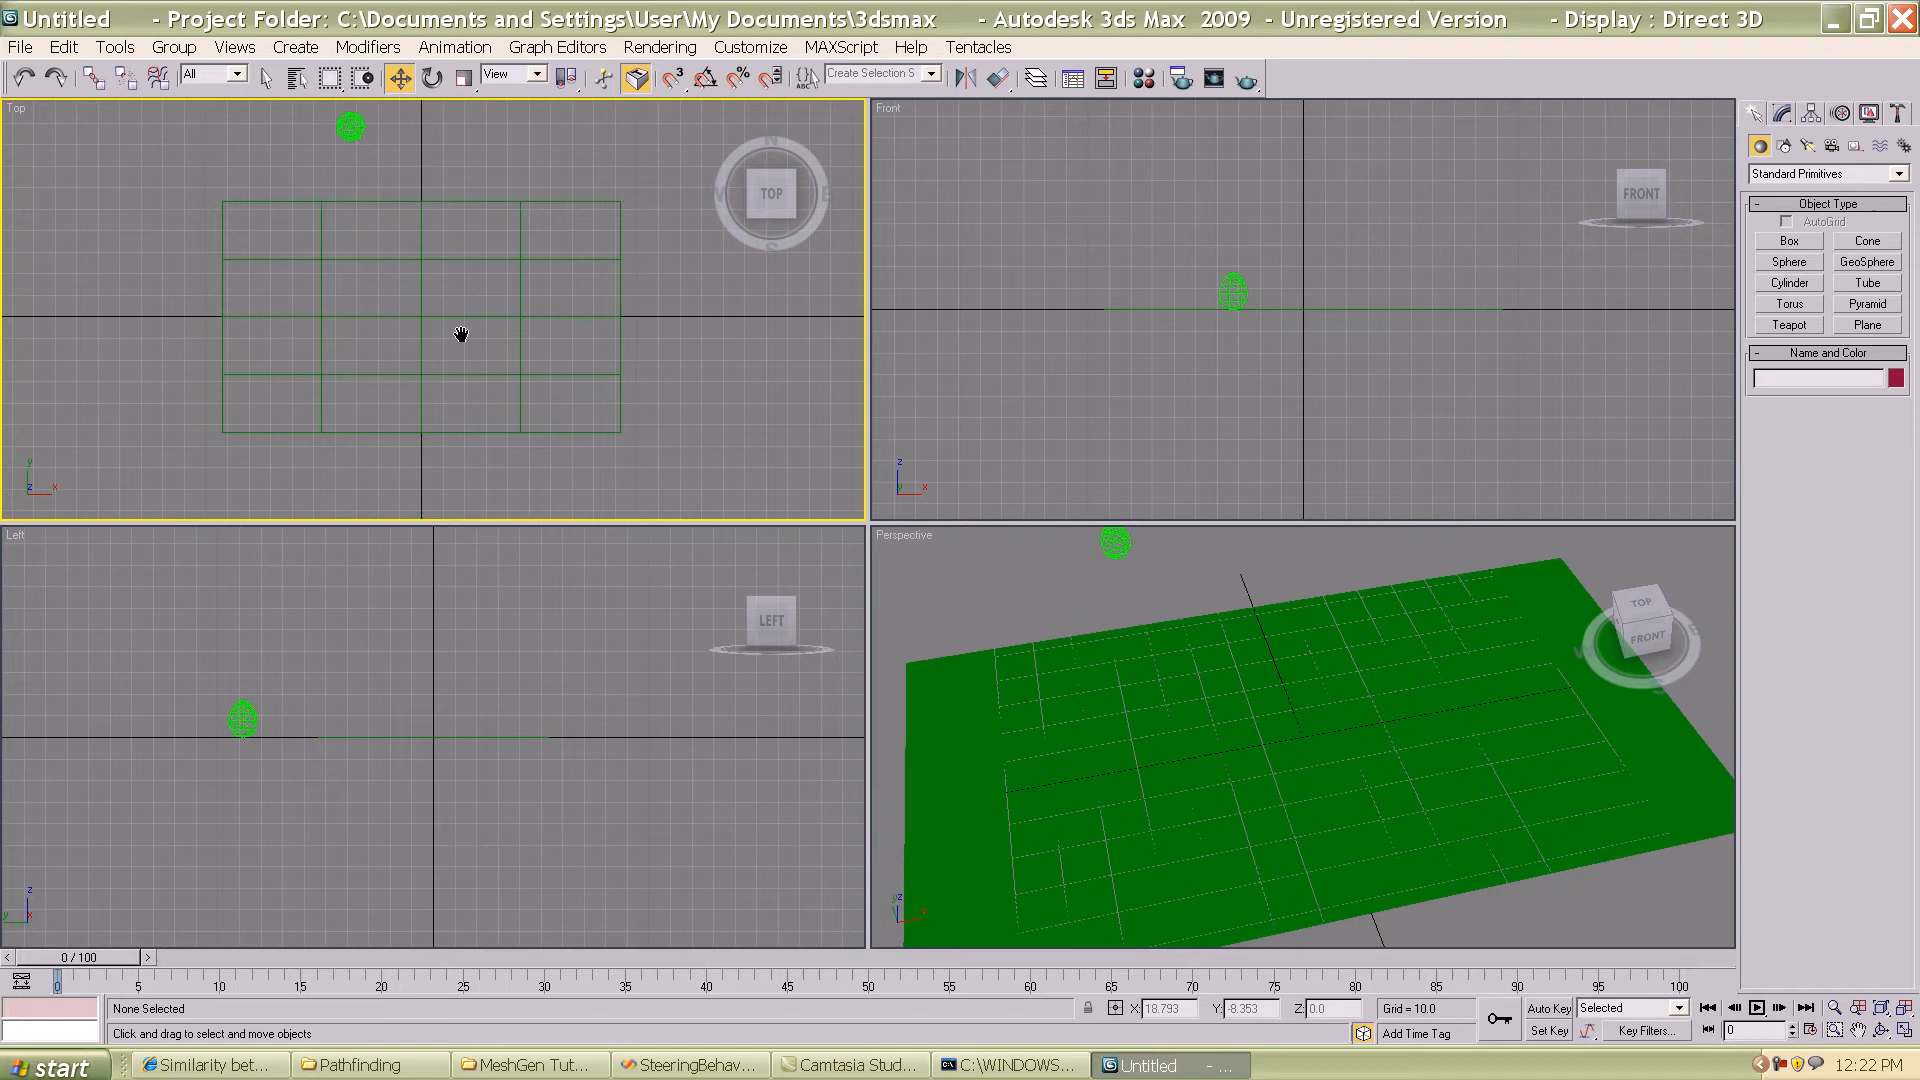 Untitled - Project Folder: C:\Documents and Settings\User\My Documents\3dsmax - Autodesk 3ds Max 2009 - Unregistered Version - Display : Direct 3D
File Edit Tools Group Views Create Modifiers Animation Graph Editors Rendering Customize MAXScript Help Tentacles
All View Create Selection S
Top
TOP
Front
FRONT
Standard Primitives
Object Type
AutoGrid
Box Cone
Sphere GeoSphere
Cylinder Tube
Torus Pyramid
Teapot Plane
Name and Color
y
z x
z
y x
Left
LEFT
Perspective
TOP
FRONT
z
y x
0 / 100
0 5 10 15 20 25 30 35 40 45 50 55 60 65 70 75 80 85 90 95 100
None Selected X: 18.793 Y: -8.353 Z: 0.0 Grid = 10.0 Auto Key Selected
Click and drag to select and move objects Add Time Tag Set Key Key Filters... 0
start Similarity bet... Pathfinding MeshGen Tut... SteeringBehav... Camtasia Stud... C:\WINDOWS... Untitled - ... 12:22 PM